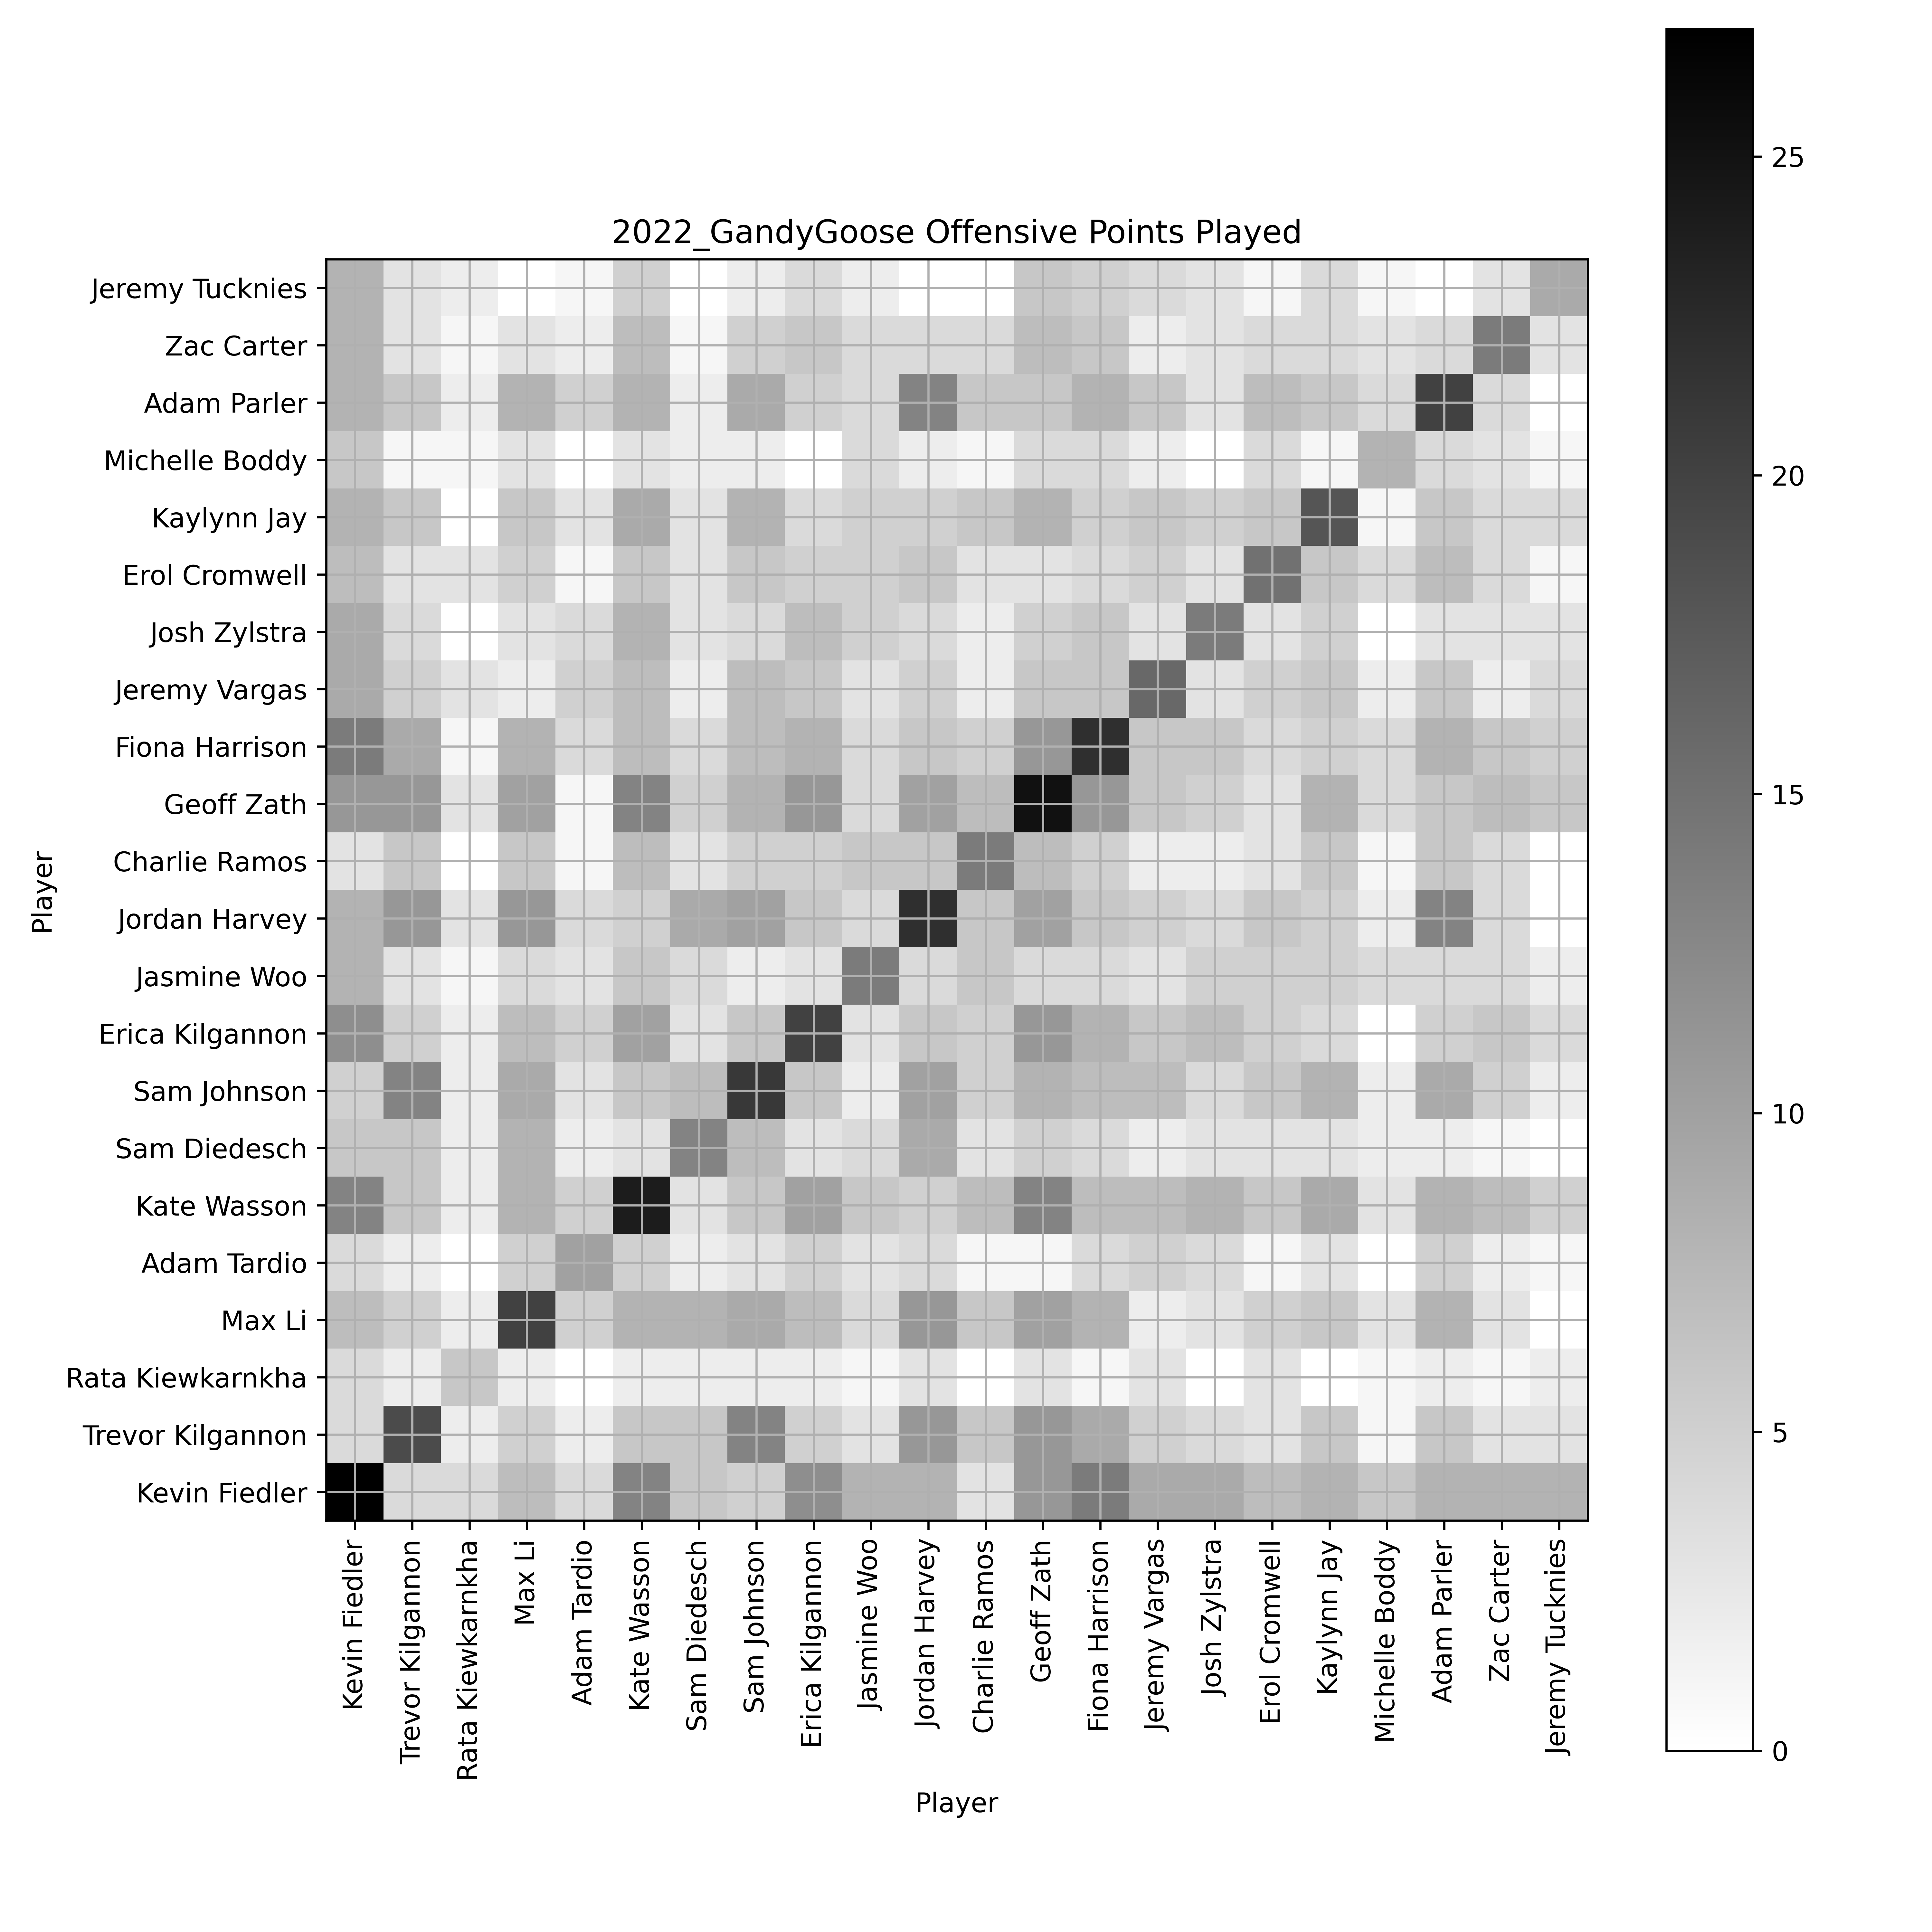 2022_GandyGoose Offensive Points Played
Jeremy Tucknies
Zac Carter
Adam Parler
Michelle Boddy
Kaylynn Jay
Erol Cromwell
Josh Zylstra
Jeremy Vargas
Fiona Harrison
Geoff Zath
Charlie Ramos
Jordan Harvey
Jasmine Woo
Erica Kilgannon
Sam Johnson
Sam Diedesch
Kate Wasson
Adam Tardio
Max Li
Rata Kiewkarnkha
Trevor Kilgannon
Kevin Fiedler
Player
Kevin Fiedler
Trevor Kilgannon
Rata Kiewkarnkha
Max Li
Adam Tardio
Kate Wasson
Sam Diedesch
Sam Johnson
Erica Kilgannon
Jasmine Woo
Jordan Harvey
Charlie Ramos
Geoff Zath
Fiona Harrison
Jeremy Vargas
Josh Zylstra
Erol Cromwell
Kaylynn Jay
Michelle Boddy
Adam Parler
Zac Carter
Jeremy Tucknies
Player
25
20
15
10
5
0